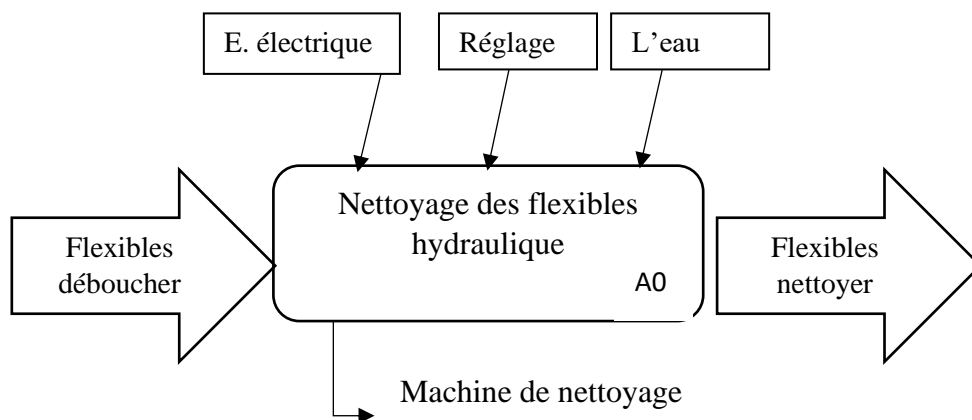 E. électrique
Réglage
L’eau
Nettoyage des flexibles
hydraulique
A0
Flexibles
déboucher
Flexibles
nettoyer
Machine de nettoyage